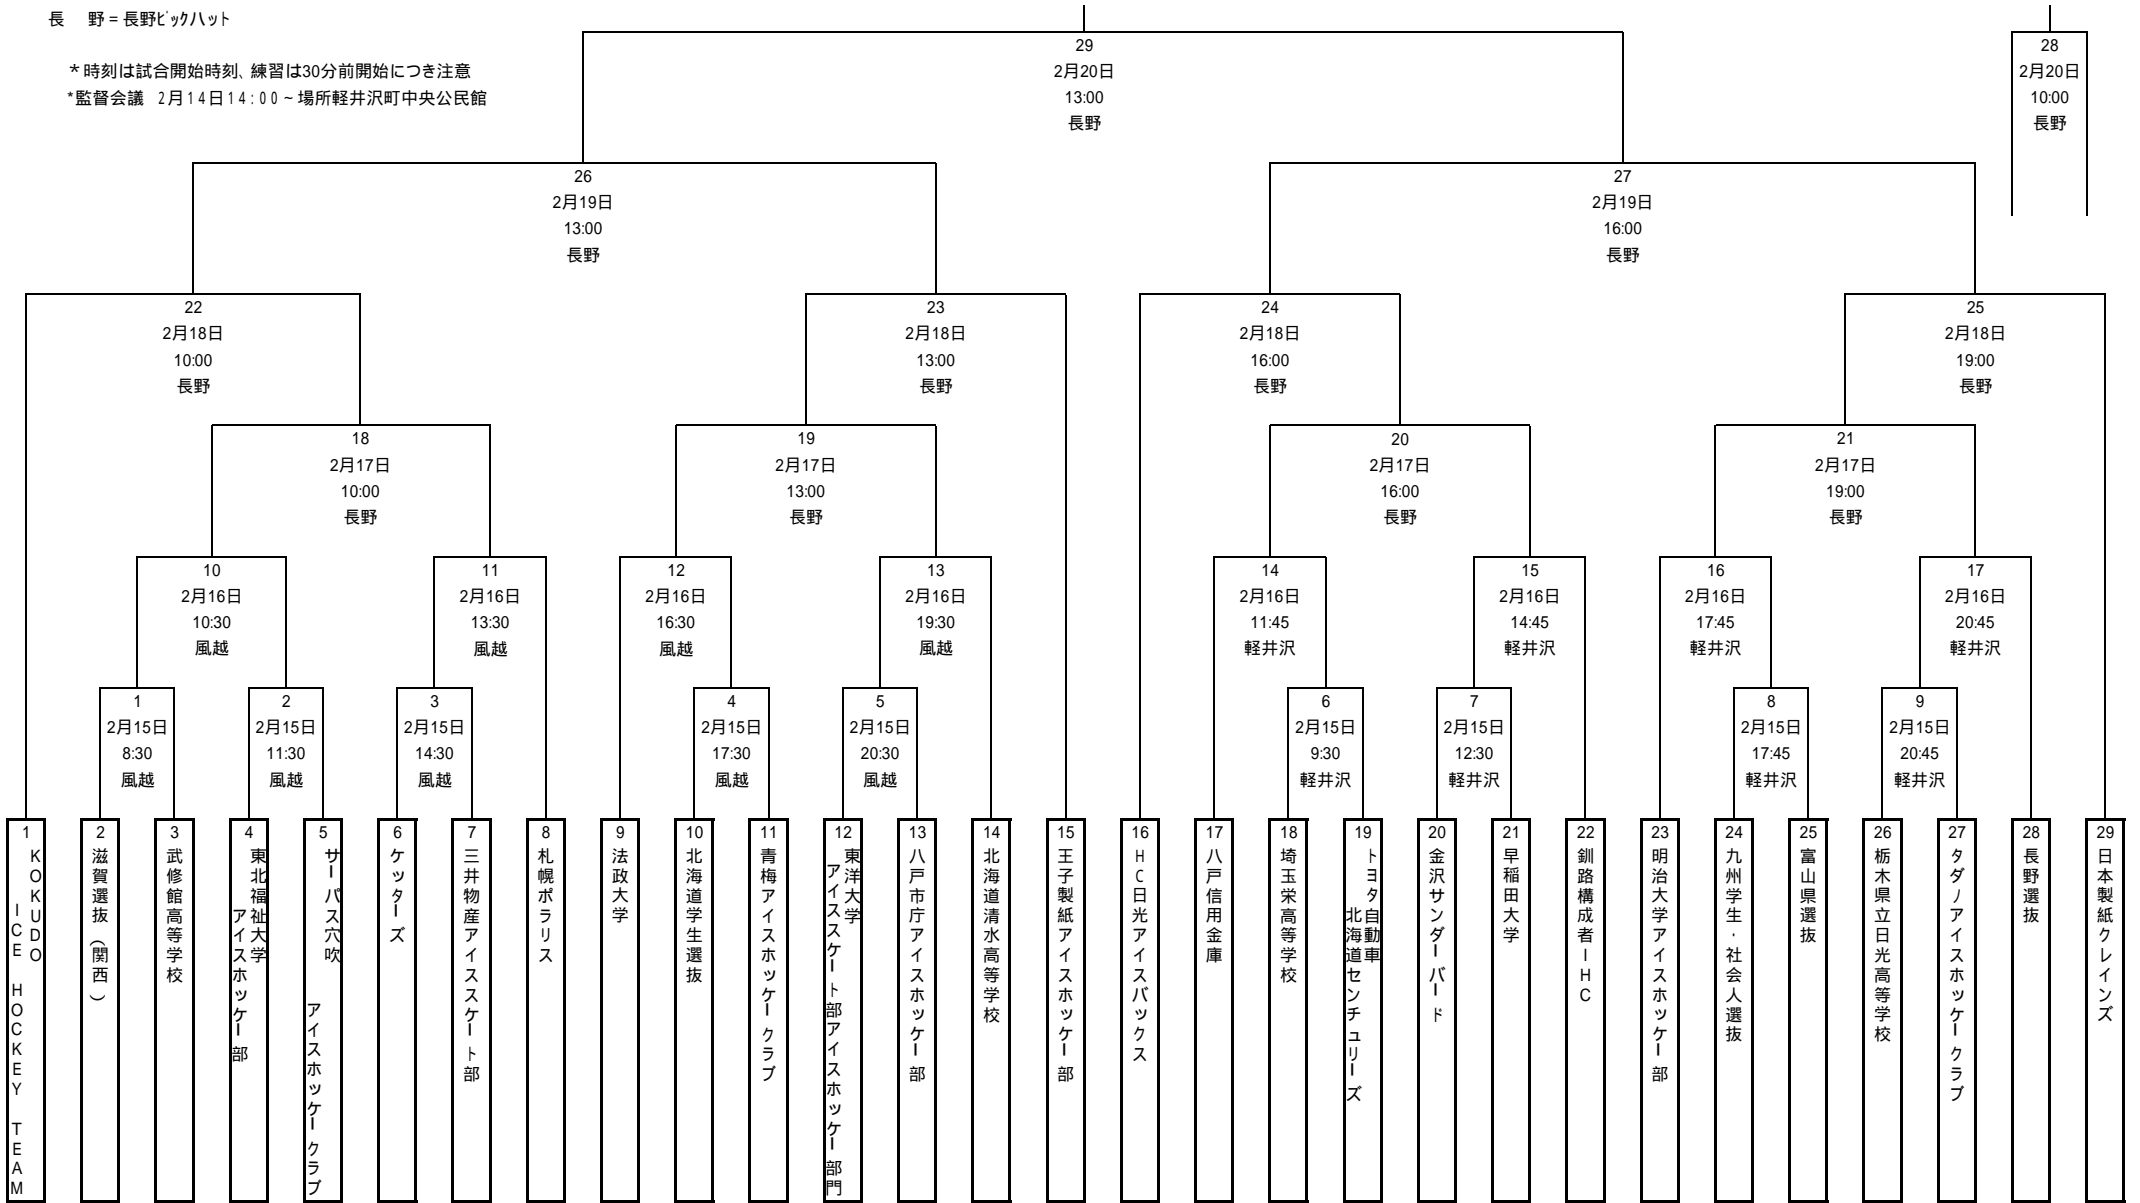 長 野 = 長野ﾋﾞｯｸハット
＊時刻は試合開始時刻、練習は30分前開始につき注意
*監督会議 2月14日14:00～場所軽井沢町中央公民館
29
2月20日
13:00
長野
28
2月20日
10:00
長野
26
2月19日
13:00
長野
27
2月19日
16:00
長野
22
2月18日
10:00
長野
23
2月18日
13:00
長野
24
2月18日
16:00
長野
25
2月18日
19:00
長野
18
2月17日
10:00
長野
19
2月17日
13:00
長野
20
2月17日
16:00
長野
21
2月17日
19:00
長野
10
2月16日
10:30
風越
11
2月16日
13:30
風越
12
2月16日
16:30
風越
13
2月16日
19:30
風越
14
2月16日
11:45
軽井沢
15
2月16日
14:45
軽井沢
16
2月16日
17:45
軽井沢
17
2月16日
20:45
軽井沢
1
2月15日
8:30
風越
2
2月15日
11:30
風越
3
2月15日
14:30
風越
4
2月15日
17:30
風越
5
2月15日
20:30
風越
6
2月15日
9:30
軽井沢
7
2月15日
12:30
軽井沢
8
2月15日
17:45
軽井沢
9
2月15日
20:45
軽井沢
1
KOKUDO
ICE HOCKEY TEAM
2
滋賀選抜（関西）
3
武修館高等学校
4
東北福祉大学
アイスホッケー部
5
サーパス穴吹
アイスホッケークラブ
6
ケッターズ
7
三井物産アイススケート部
8
札幌ポラリス
9
法政大学
10
北海道学生選抜
11
青梅アイスホッケークラブ
12
東洋大学
アイススケート部アイスホッケー部門
13
八戸市庁アイスホッケー部
14
北海道清水高等学校
15
王子製紙アイスホッケー部
16
HC日光アイスバックス
17
八戸信用金庫
18
埼玉栄高等学校
19
トヨタ自動車
北海道センチュリーズ
20
金沢サンダーバード
21
早稲田大学
22
釧路構成者IHC
23
明治大学アイスホッケー部
24
九州学生・社会人選抜
25
富山県選抜
26
栃木県立日光高等学校
27
タダノアイスホッケークラブ
28
長野選抜
29
日本製紙クレインズ